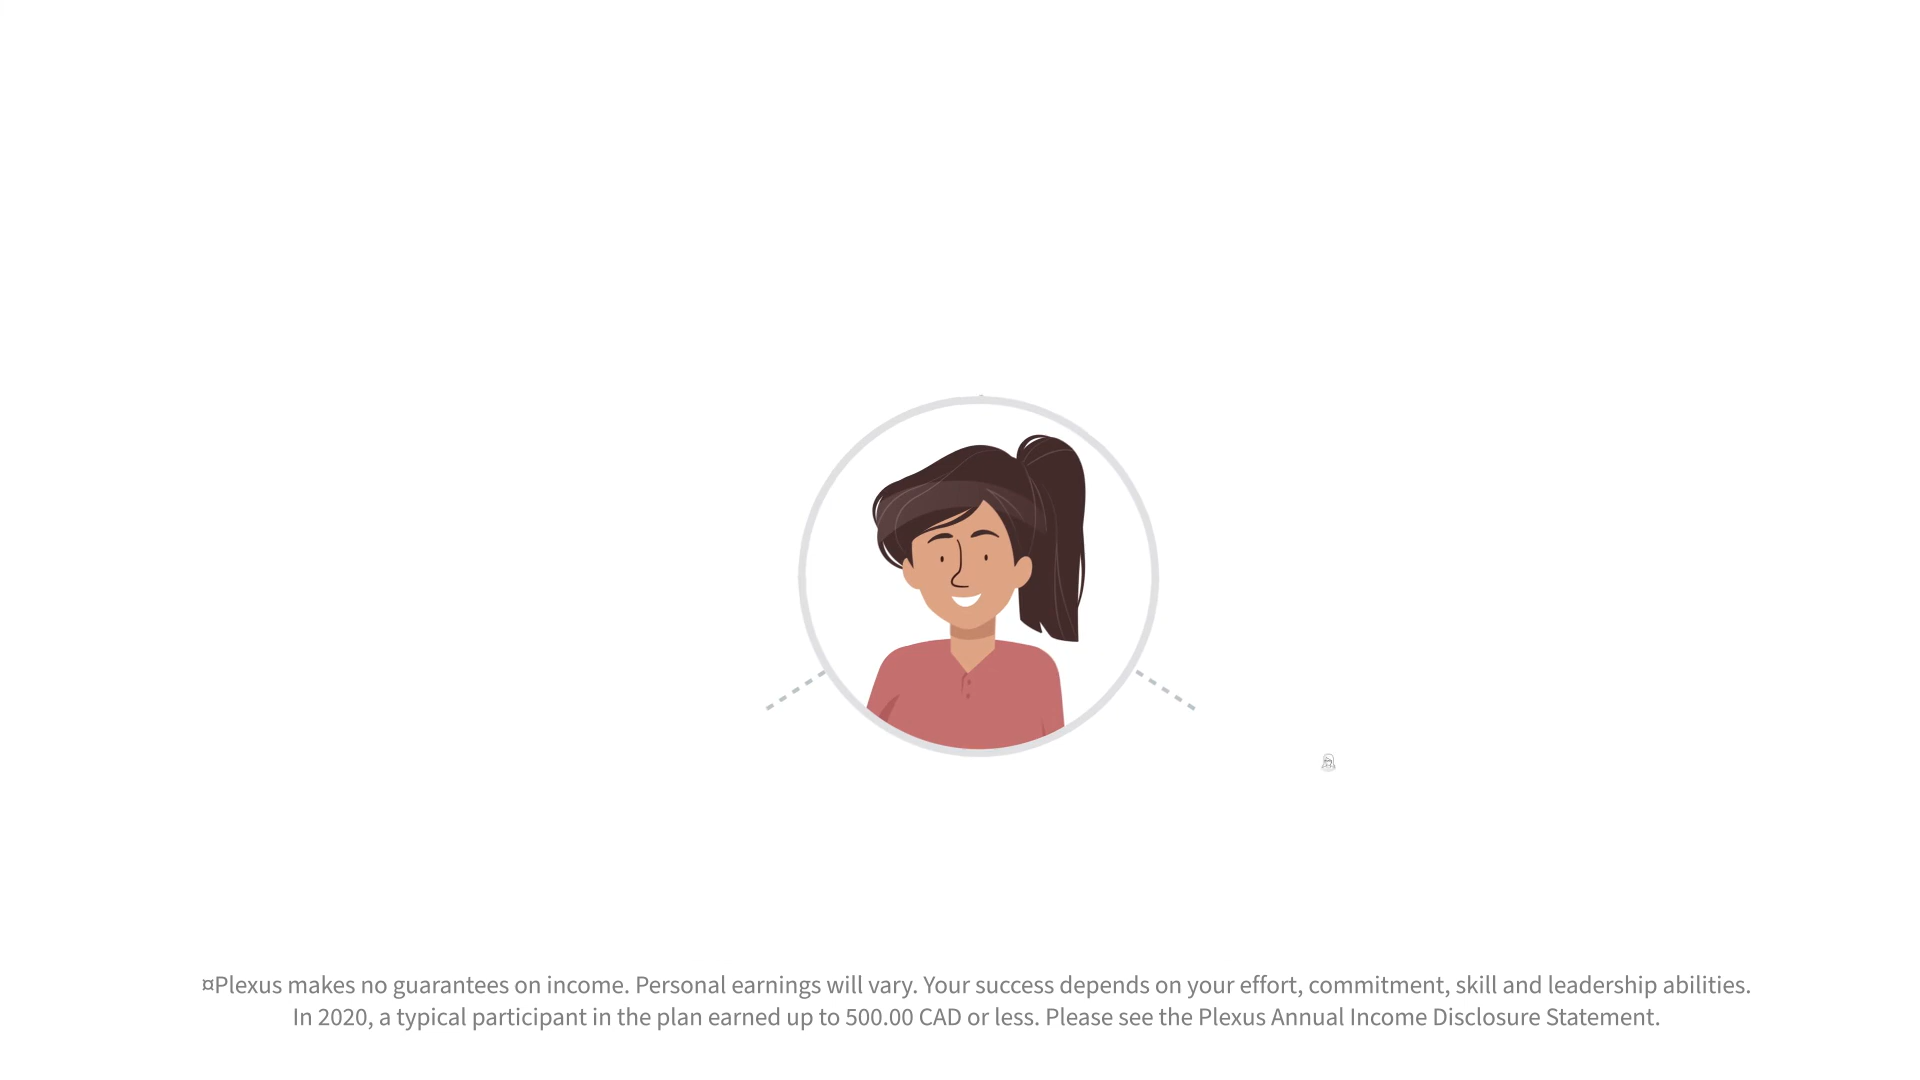 ¤Plexus makes no guarantees on income. Personal earnings will vary. Your success depends on your effort, commitment, skill and leadership abilities.
In 2020, a typical participant in the plan earned up to 500.00 CAD or less. Please see the Plexus Annual Income Disclosure Statement.